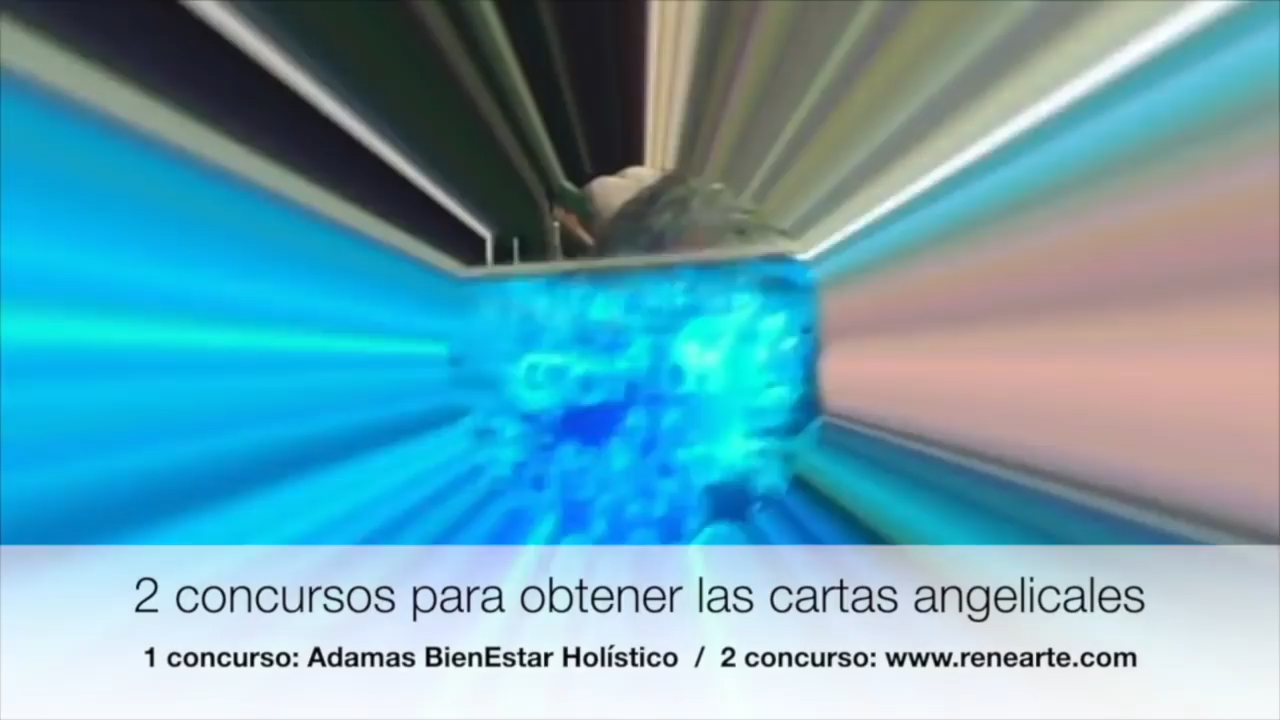 2 concursos para obtener las cartas angelicales
1 concurso: Adamas BienEstar Holístico / 2 concurso: www.renearte.com